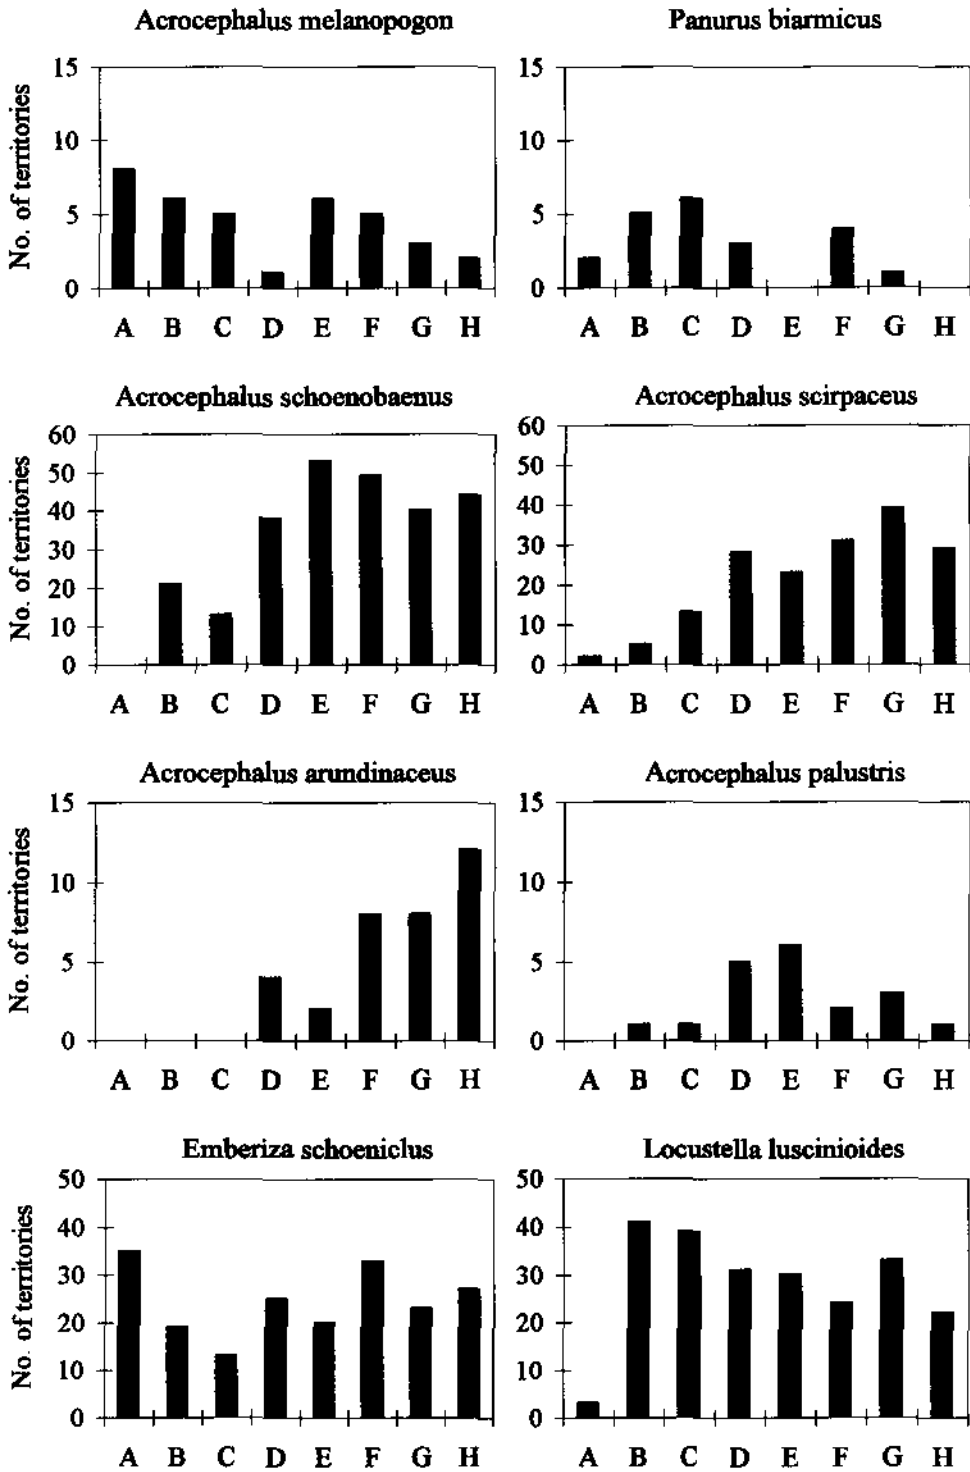 Acrocephalus melanopogon
No. of territories
15
10
5
0
A B C D E F G H
Panurus biarmicus
15
10
5
0
A B C D E F G H
Acrocephalus schoenobaenus
No. of territories
60
50
40
30
20
10
0
A B C D E F G H
Acrocephalus scirpaceus
60
50
40
30
20
10
0
A B C D E F G H
Acrocephalus arundinaceus
No. of territories
15
10
5
0
A B C D E F G H
Acrocephalus palustris
15
10
5
0
A B C D E F G H
Emberiza schoeniclus
No. of territories
50
40
30
20
10
0
A B C D E F G H
Locustella luscinioides
50
40
30
20
10
0
A B C D E F G H